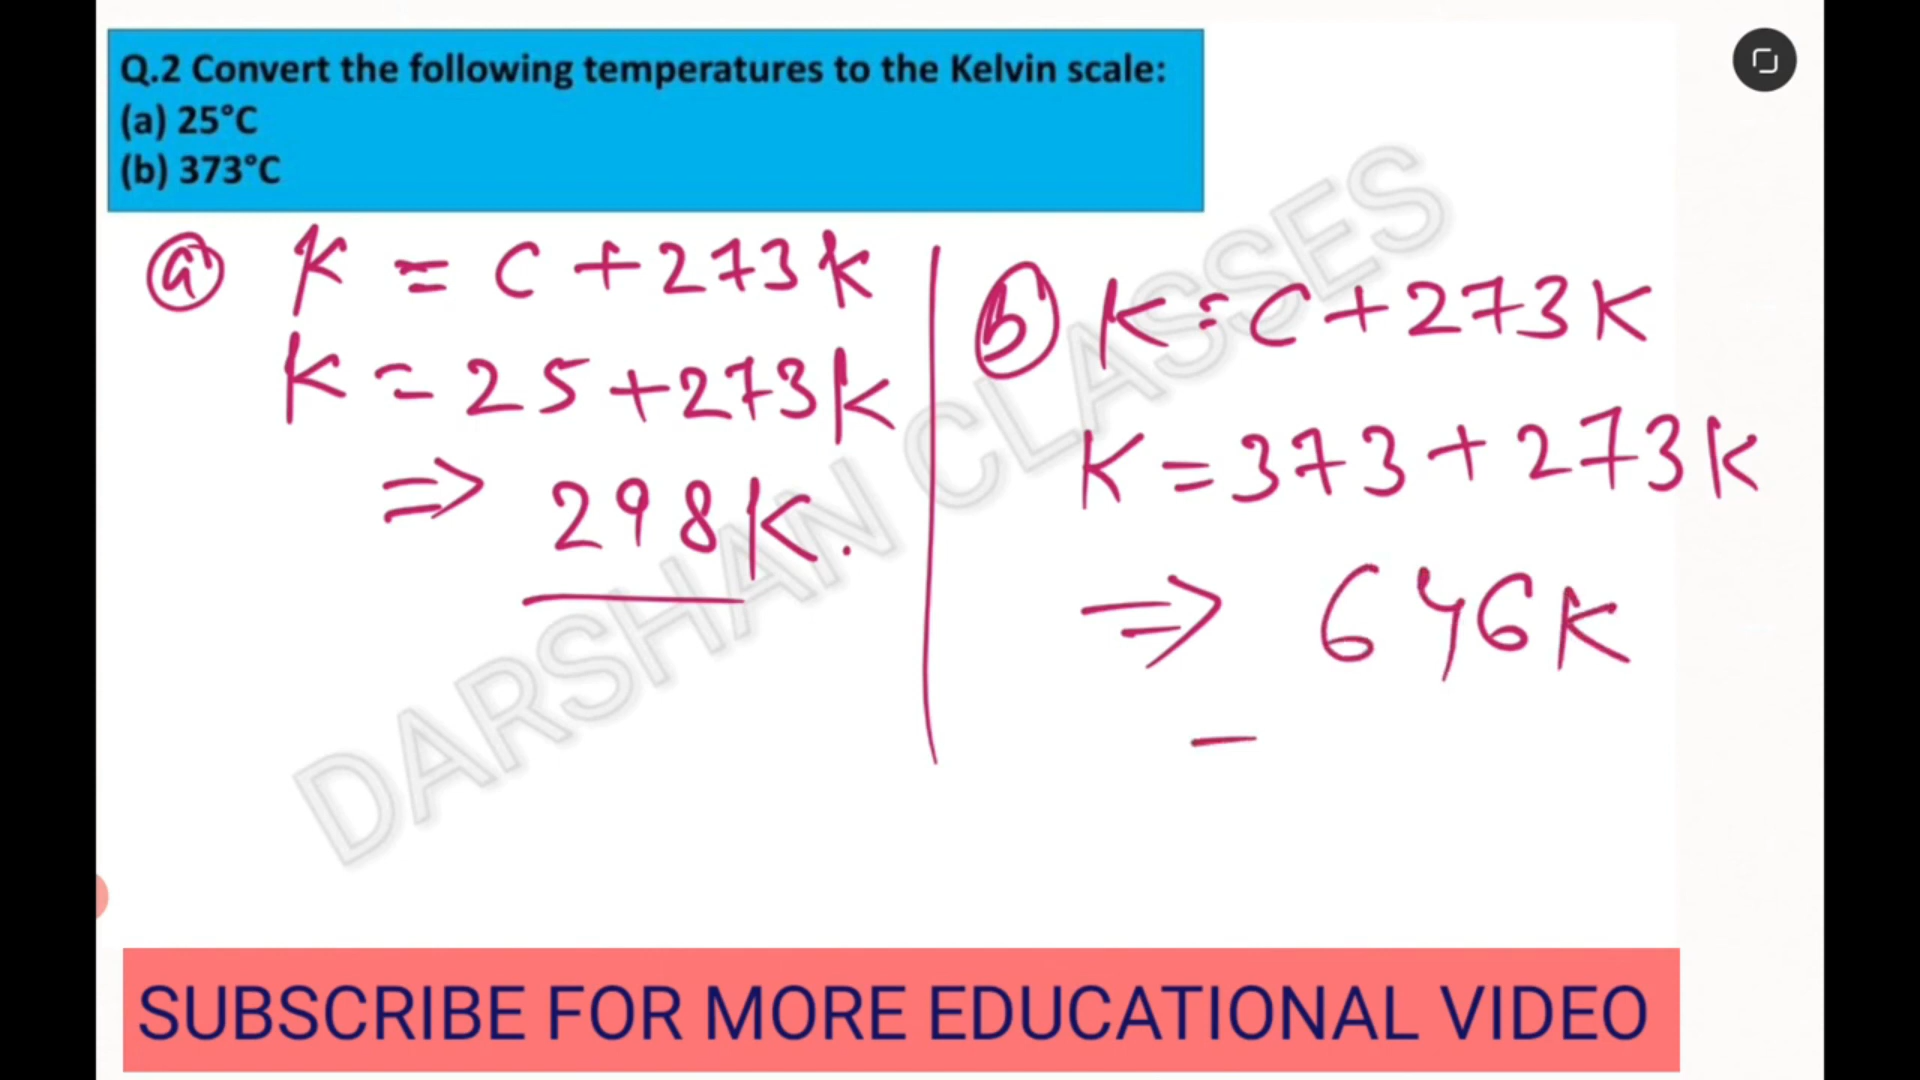 Q.2 Convert the following temperatures to the Kelvin scale:
(a) 25°C
(b) 373°C
(a) K = C + 273 K
K = 25 + 273 K
⇒ 298 K.
(b) K = C + 273 K
K = 373 + 273 K
⇒ 646 K
DARSHAN CLASSES
SUBSCRIBE FOR MORE EDUCATIONAL VIDEO